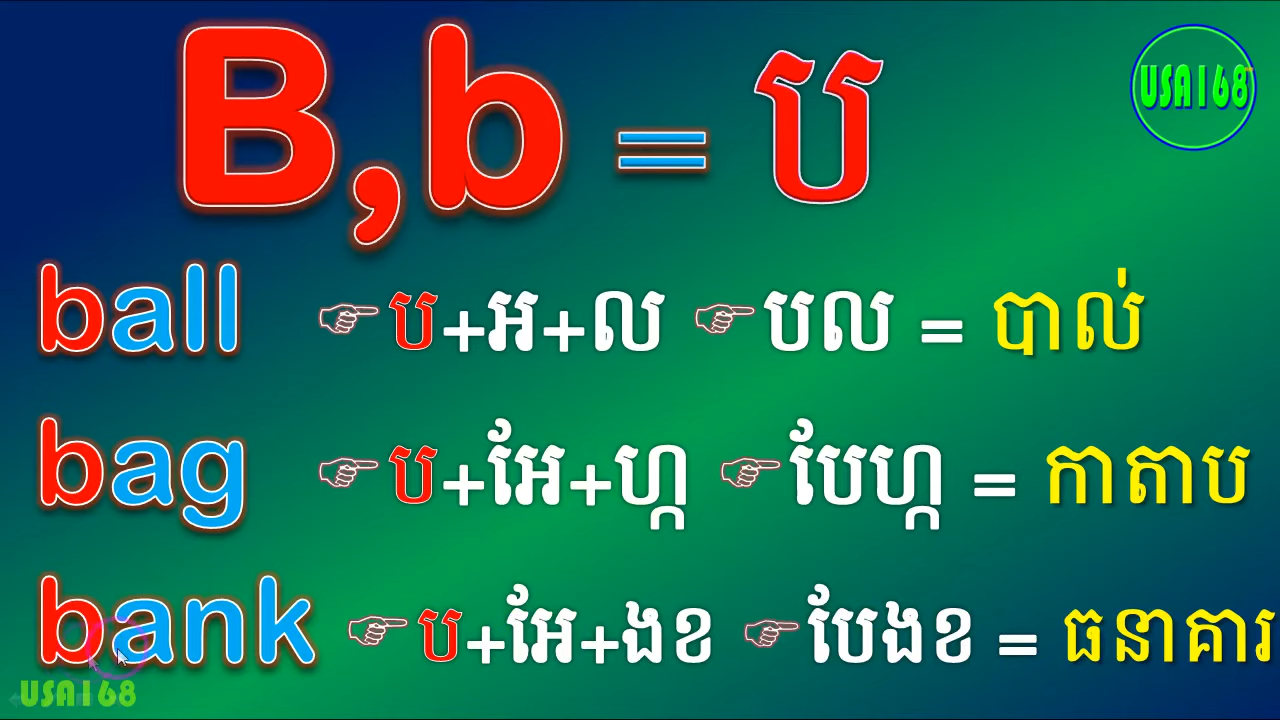 B,b = ប
USA168
ball ☞ ប+អ+ល ☞ បល = បាល់
bag ☞ ប+អែ+ហ្គ ☞ បែហ្គ = កាតាប
bank ☞ ប+អែ+ងខ ☞ បែងខ = ធនាគារ
USA168